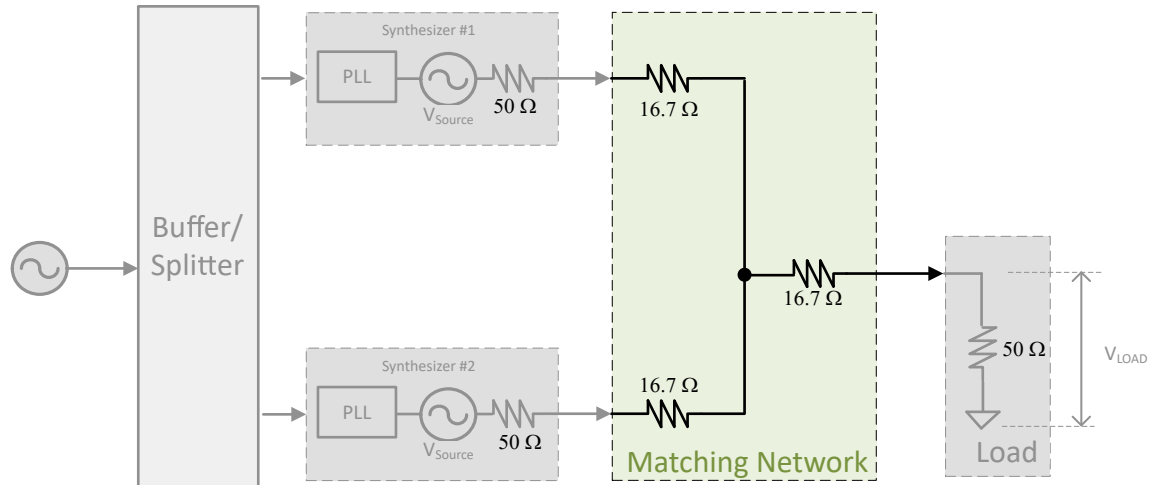 Synthesizer #1
PLL
V_Source
50 Ω
16.7 Ω
Buffer/
Splitter
16.7 Ω
50 Ω
V_LOAD
Synthesizer #2
PLL
V_Source
50 Ω
16.7 Ω
Matching Network
Load